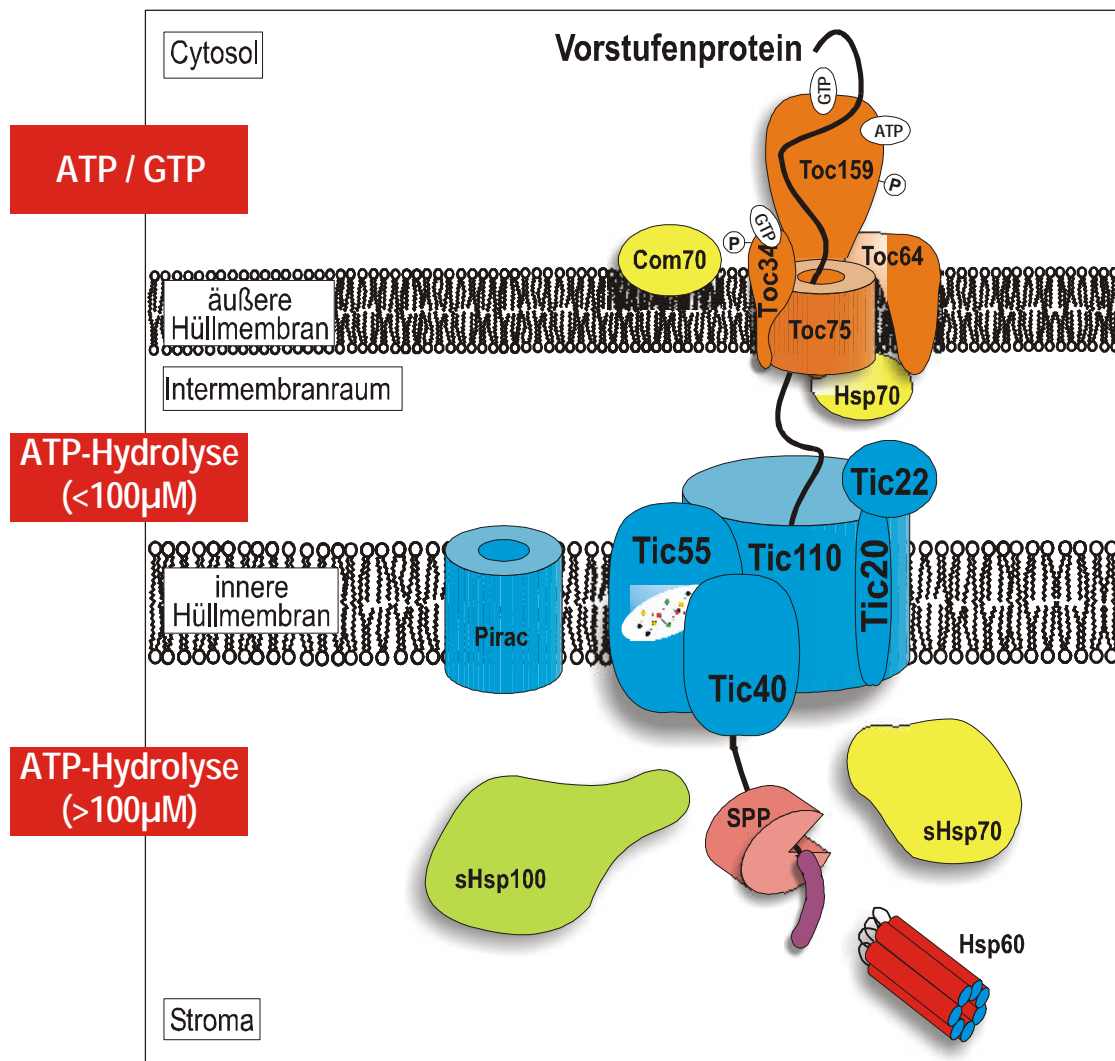 Cytosol
Vorstufenprotein
GTP
ATP
ATP / GTP
Toc159
P
GTP
P
Com70
Toc34
Toc64
äußere
Hüllmembran
Toc75
Intermembranraum
Hsp70
ATP-Hydrolyse
(<100µM)
Tic22
Tic55
Tic110
Tic20
innere
Hüllmembran
Pirac
Tic40
ATP-Hydrolyse
(>100µM)
SPP
sHsp70
sHsp100
Hsp60
Stroma